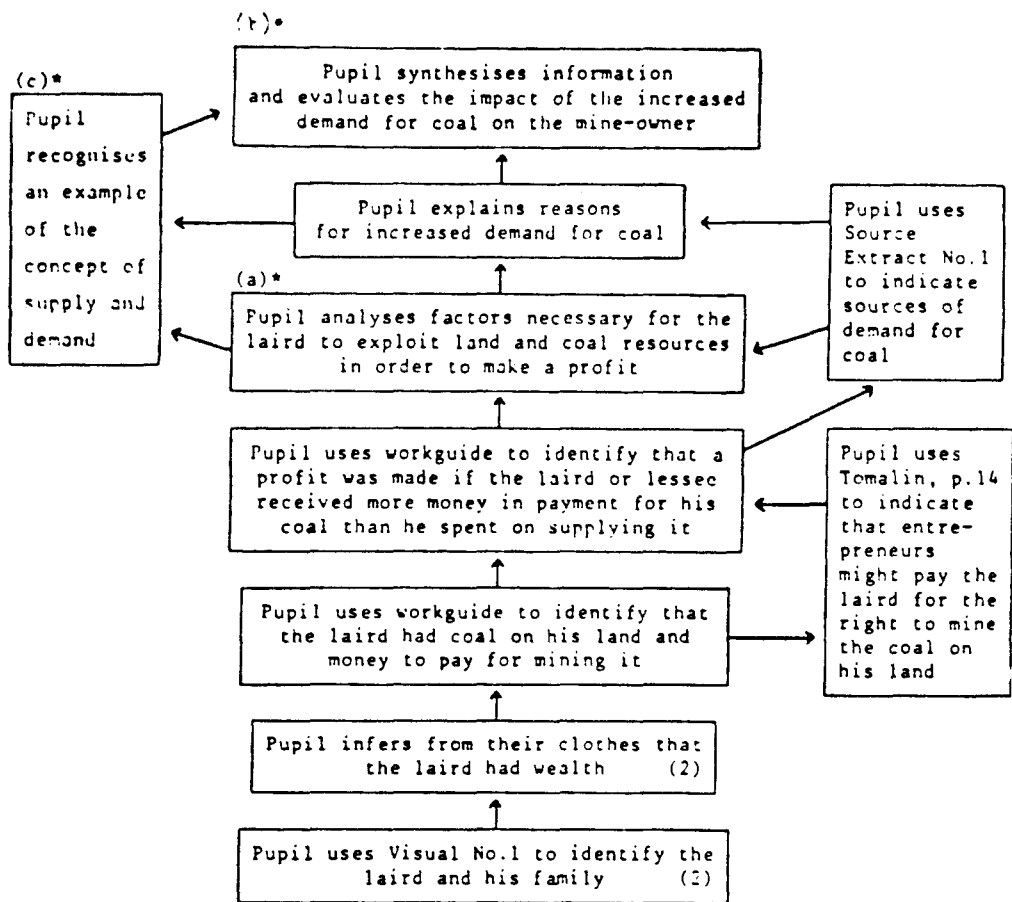 (b)*
Pupil synthesises information
and evaluates the impact of the increased
demand for coal on the mine-owner
(c)*
Pupil
recognises
an example
of the
concept of
supply and
demand
Pupil explains reasons
for increased demand for coal
Pupil uses
Source
Extract No.1
to indicate
sources of
demand for
coal
(a)*
Pupil analyses factors necessary for the
laird to exploit land and coal resources
in order to make a profit
Pupil uses workguide to identify that a
profit was made if the laird or lessee
received more money in payment for his
coal than he spent on supplying it
Pupil uses
Tomalin, p.14
to indicate
that entre-
preneurs
might pay the
laird for the
right to mine
the coal on
his land
Pupil uses workguide to identify that
the laird had coal on his land and
money to pay for mining it
Pupil infers from their clothes that
the laird had wealth (2)
Pupil uses Visual No.1 to identify the
laird and his family (2)